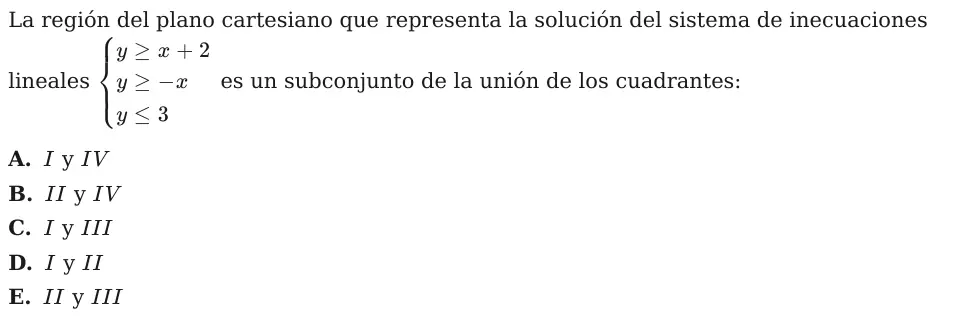 La región del plano cartesiano que representa la solución del sistema de inecuaciones
lineales { y ≥ x + 2
y ≥ −x
y ≤ 3 es un subconjunto de la unión de los cuadrantes:
A. I y IV
B. II y IV
C. I y III
D. I y II
E. II y III